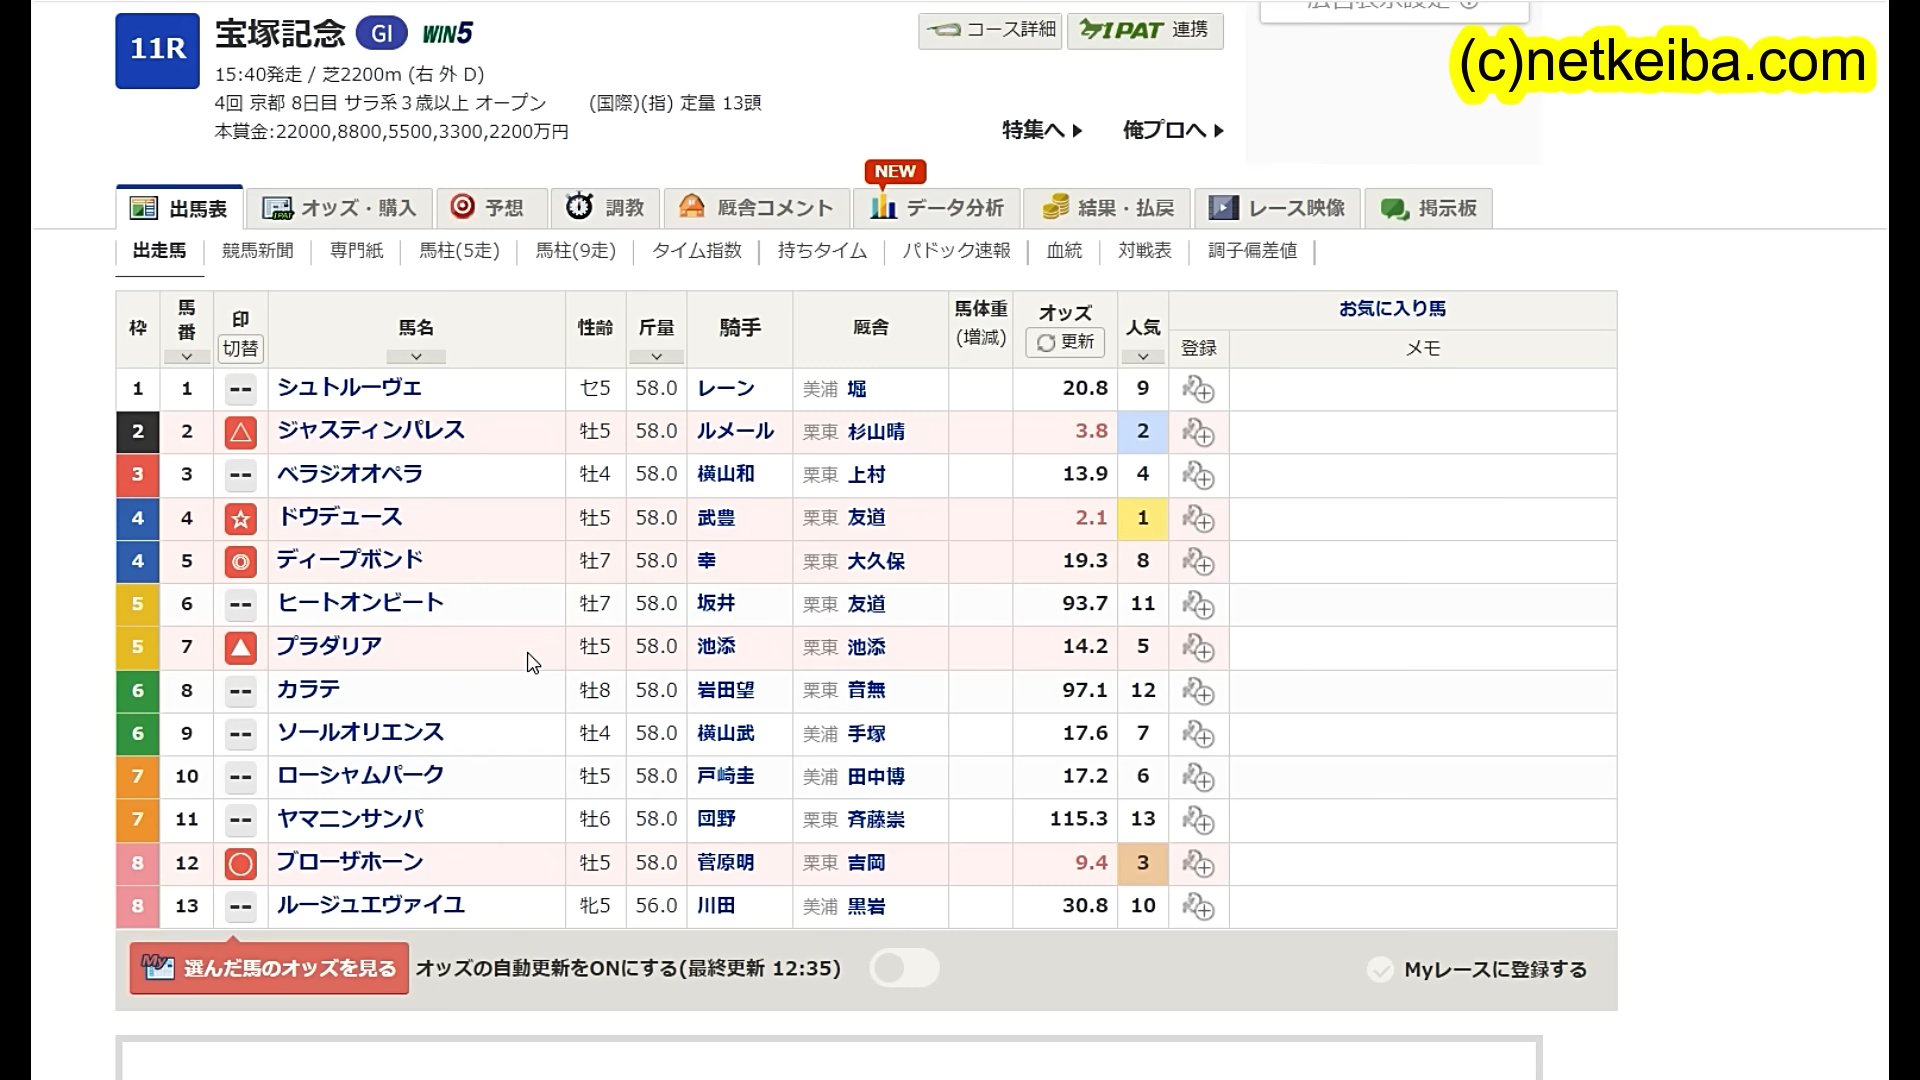 11R 宝塚記念 GI WIN5
15:40発走 / 芝2200m (右 外 D)
4回 京都 8日目 サラ系３歳以上 オープン (国際)(指) 定量 13頭
本賞金:22000,8800,5500,3300,2200万円
コース詳細 IPAT 連携
広告表示設定
(c)netkeiba.com
特集へ 俺プロへ
NEW
出馬表 オッズ・購入 予想 調教 厩舎コメント データ分析 結果・払戻 レース映像 掲示板
出走馬 競馬新聞 専門紙 馬柱(5走) 馬柱(9走) タイム指数 持ちタイム パドック速報 血統 対戦表 調子偏差値
枠 馬番 印 切替 馬名 性齢 斤量 騎手 厩舎 馬体重(増減) オッズ 更新 人気 お気に入り馬 登録 メモ
1 1 -- シュトルーヴェ セ5 58.0 レーン 美浦 堀 20.8 9
2 2 △ ジャスティンパレス 牡5 58.0 ルメール 栗東 杉山晴 3.8 2
3 3 -- ベラジオオペラ 牡4 58.0 横山和 栗東 上村 13.9 4
4 4 ☆ ドウデュース 牡5 58.0 武豊 栗東 友道 2.1 1
4 5 ◎ ディープボンド 牡7 58.0 幸 栗東 大久保 19.3 8
5 6 -- ヒートオンビート 牡7 58.0 坂井 栗東 友道 93.7 11
5 7 ▲ プラダリア 牡5 58.0 池添 栗東 池添 14.2 5
6 8 -- カラテ 牡8 58.0 岩田望 栗東 音無 97.1 12
6 9 -- ソールオリエンス 牡4 58.0 横山武 美浦 手塚 17.6 7
7 10 -- ローシャムパーク 牡5 58.0 戸崎圭 美浦 田中博 17.2 6
7 11 -- ヤマニンサンパ 牡6 58.0 団野 栗東 斉藤崇 115.3 13
8 12 ○ ブローザホーン 牡5 58.0 菅原明 栗東 吉岡 9.4 3
8 13 -- ルージュエヴァイユ 牝5 56.0 川田 美浦 黒岩 30.8 10
My 選んだ馬のオッズを見る オッズの自動更新をONにする(最終更新 12:35) Myレースに登録する